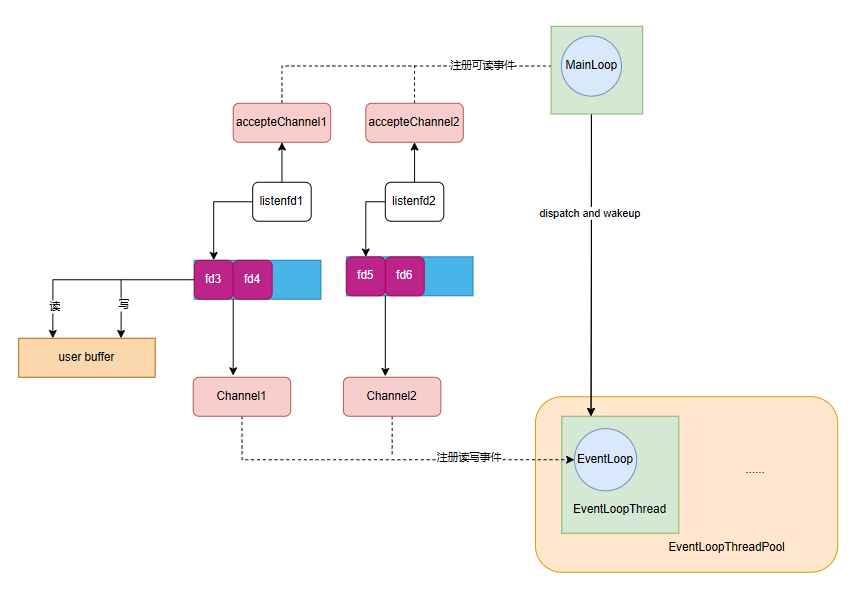 注册可读事件
MainLoop
accepteChannel1
accepteChannel2
listenfd1
listenfd2
dispatch and wakeup
fd3
fd4
fd5
fd6
读
写
user buffer
Channel1
Channel2
注册读写事件
EventLoop
......
EventLoopThread
EventLoopThreadPool